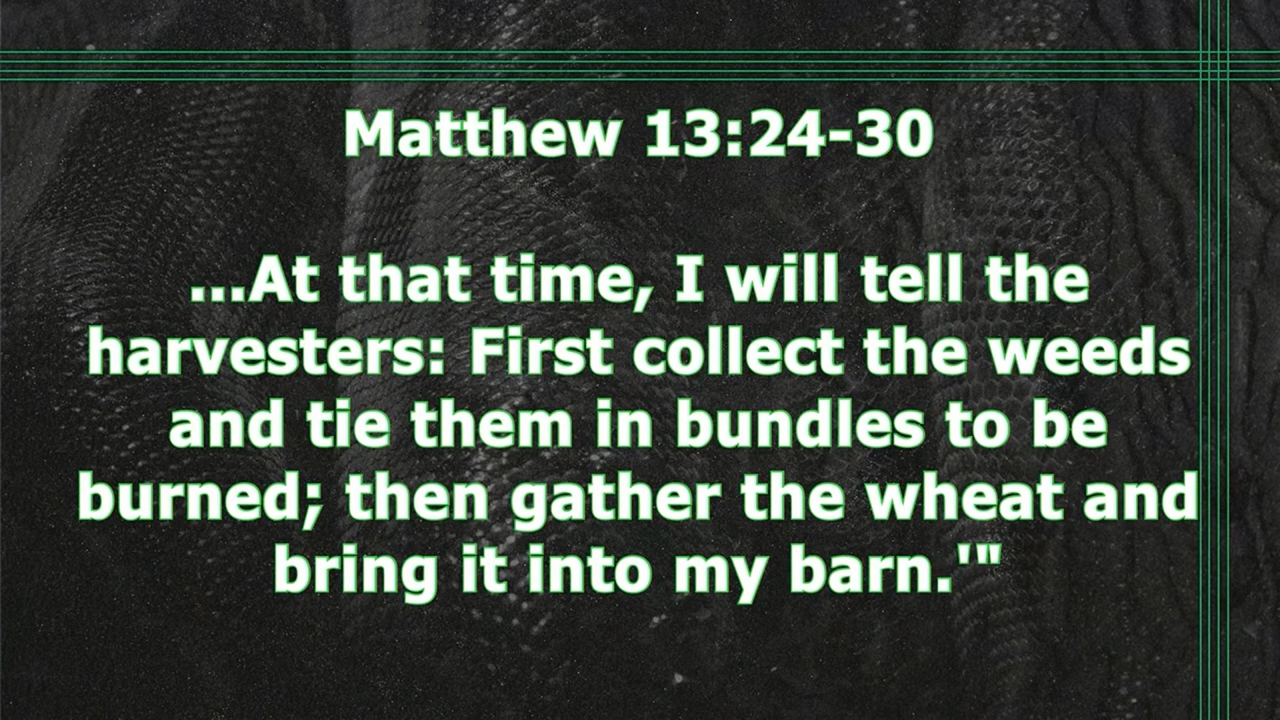 Matthew 13:24-30
...At that time, I will tell the
harvesters: First collect the weeds
and tie them in bundles to be
burned; then gather the wheat and
bring it into my barn.'"